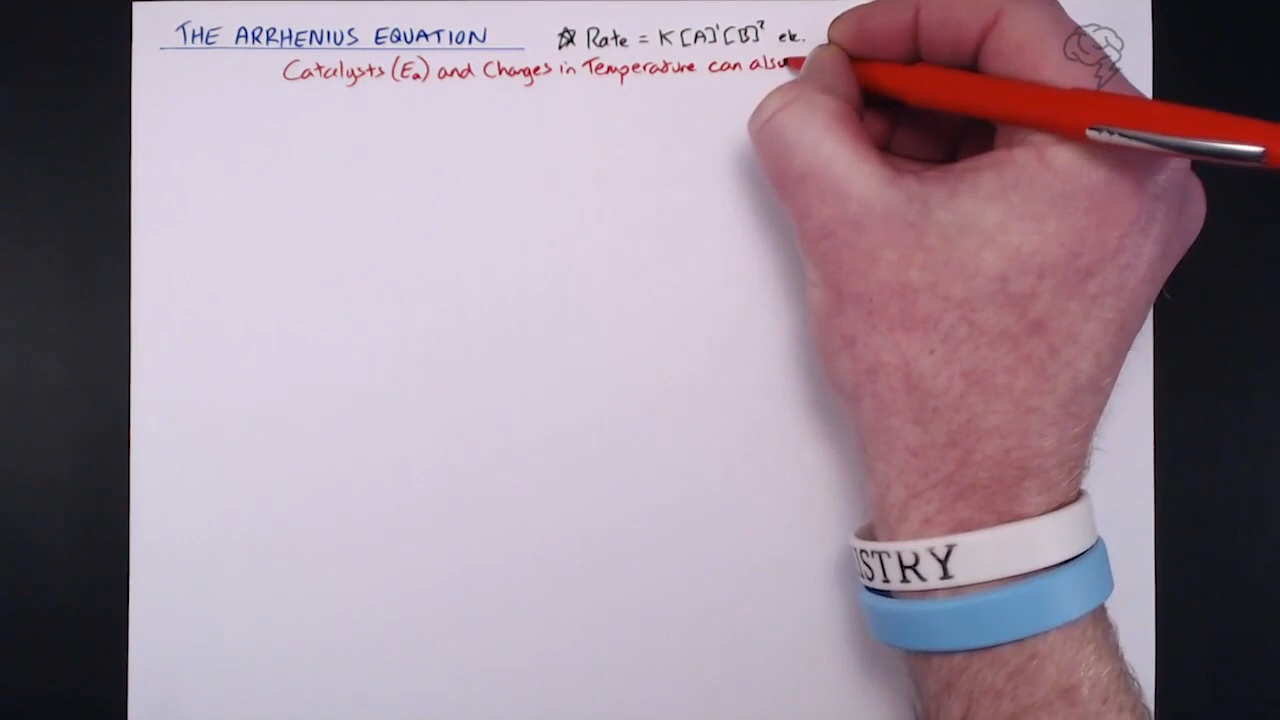 THE ARRHENIUS EQUATION ☆ Rate = K[A]¹[B]² etc.
Catalysts (Eₐ) and Changes in Temperature can also
ISTRY